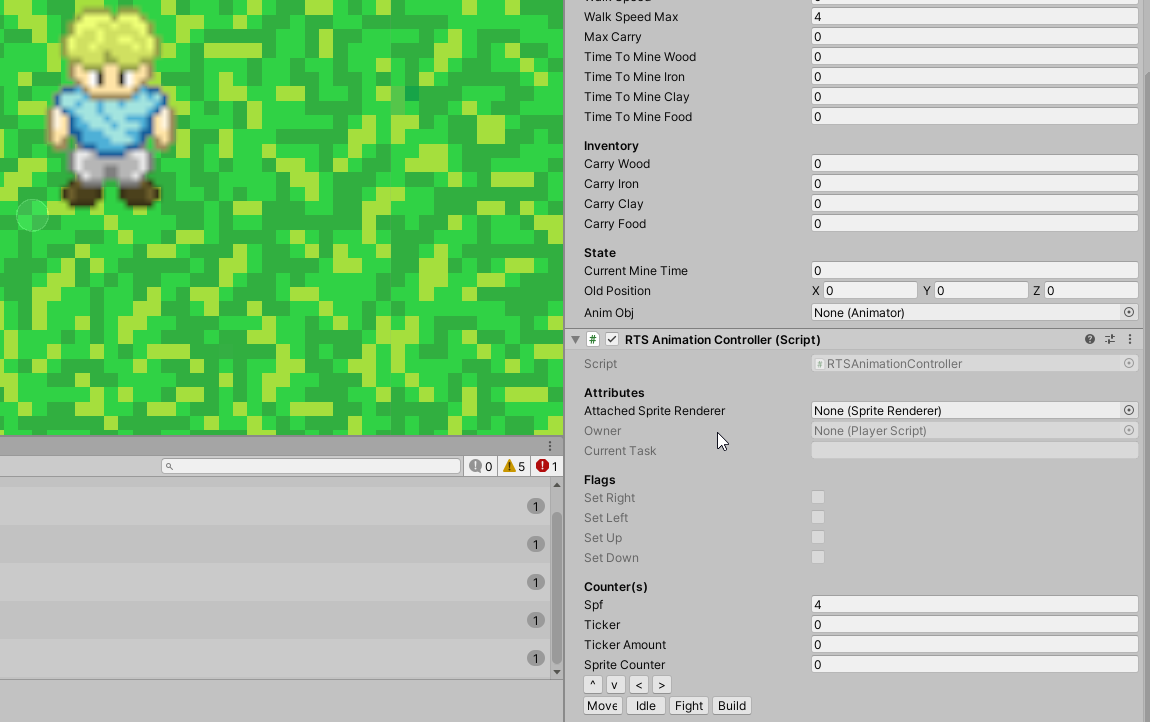 Walk Speed Max 4
Max Carry 0
Time To Mine Wood 0
Time To Mine Iron 0
Time To Mine Clay 0
Time To Mine Food 0
Inventory
Carry Wood 0
Carry Iron 0
Carry Clay 0
Carry Food 0
State
Current Mine Time 0
Old Position X 0 Y 0 Z 0
Anim Obj None (Animator)
# RTS Animation Controller (Script)
Script # RTSAnimationController
Attributes
Attached Sprite Renderer None (Sprite Renderer)
Owner None (Player Script)
Current Task
Flags
Set Right
Set Left
Set Up
Set Down
Counter(s)
Spf 4
Ticker 0
Ticker Amount 0
Sprite Counter 0
^ v < >
Move Idle Fight Build
0 5 1
1
1
1
1
1